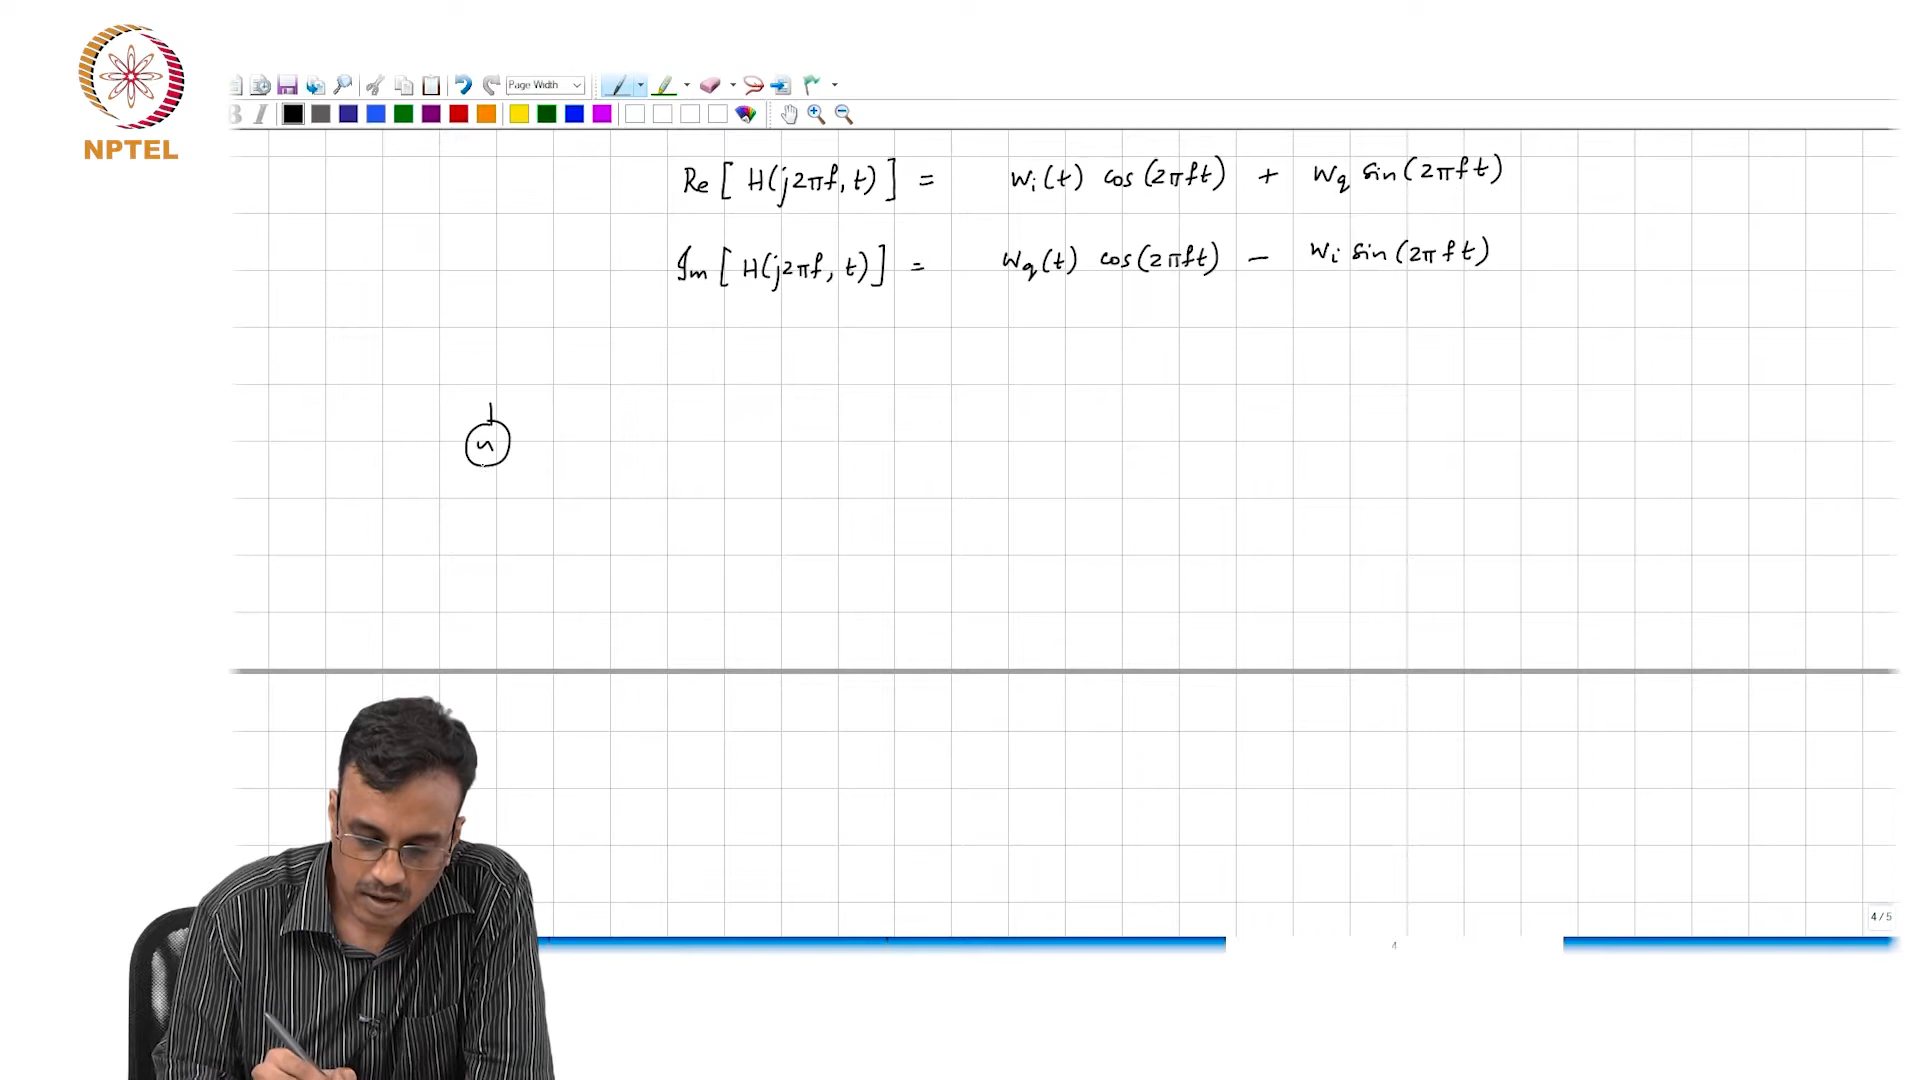 NPTEL
Page Width
B I
Re [ H(j2πf, t) ] = wi(t) cos(2πft) + wq sin(2πft)
Im [ H(j2πf, t) ] = wq(t) cos(2πft) − wi sin(2πft)
4/5
4